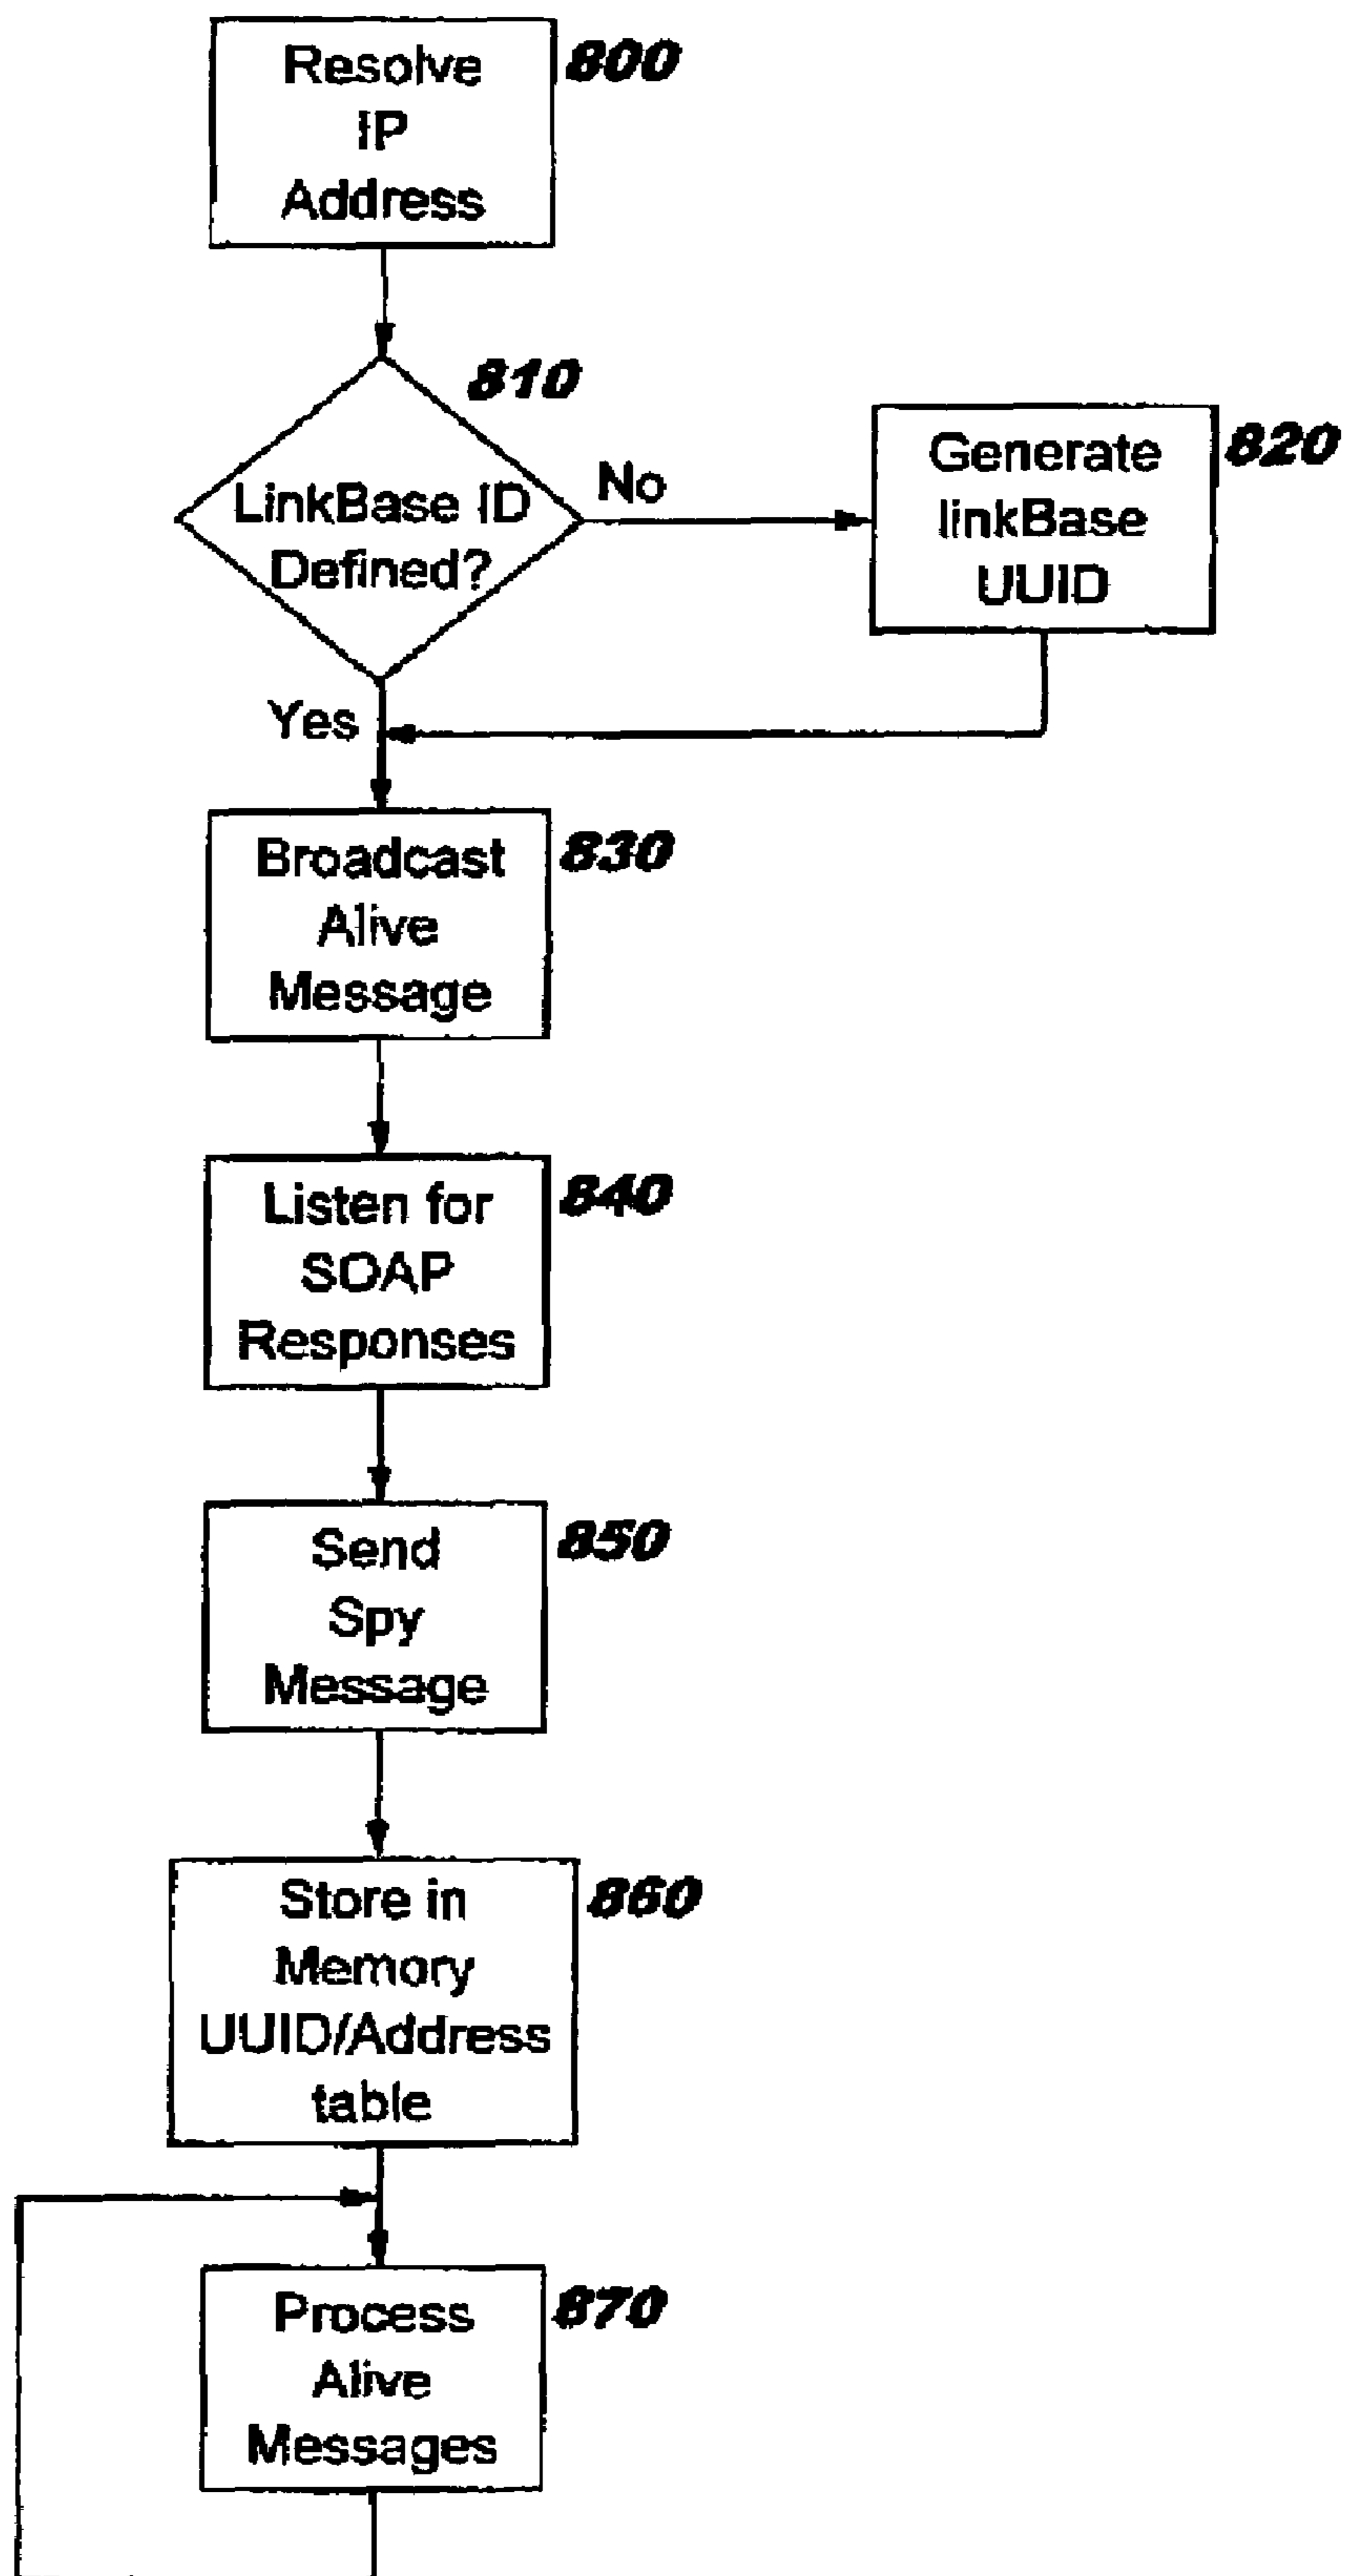 Resolve
IP
Address
800
810
LinkBase ID
Defined?
No
Generate
linkBase
UUID
820
Yes
Broadcast
Alive
Message
830
Listen for
SOAP
Responses
840
Send
Spy
Message
850
Store in
Memory
UUID/Address
table
860
Process
Alive
Messages
870